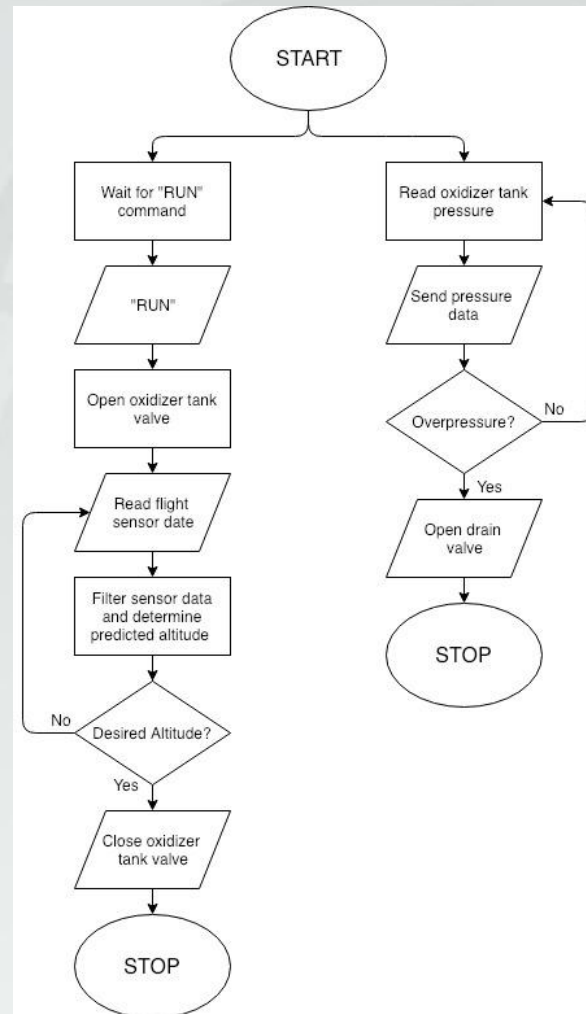 START
Wait for "RUN"
command
"RUN"
Open oxidizer tank
valve
Read flight
sensor date
Filter sensor data
and determine
predicted altitude
No
Desired Altitude?
Yes
Close oxidizer
tank valve
STOP
Read oxidizer tank
pressure
Send pressure
data
Overpressure?
No
Yes
Open drain
valve
STOP